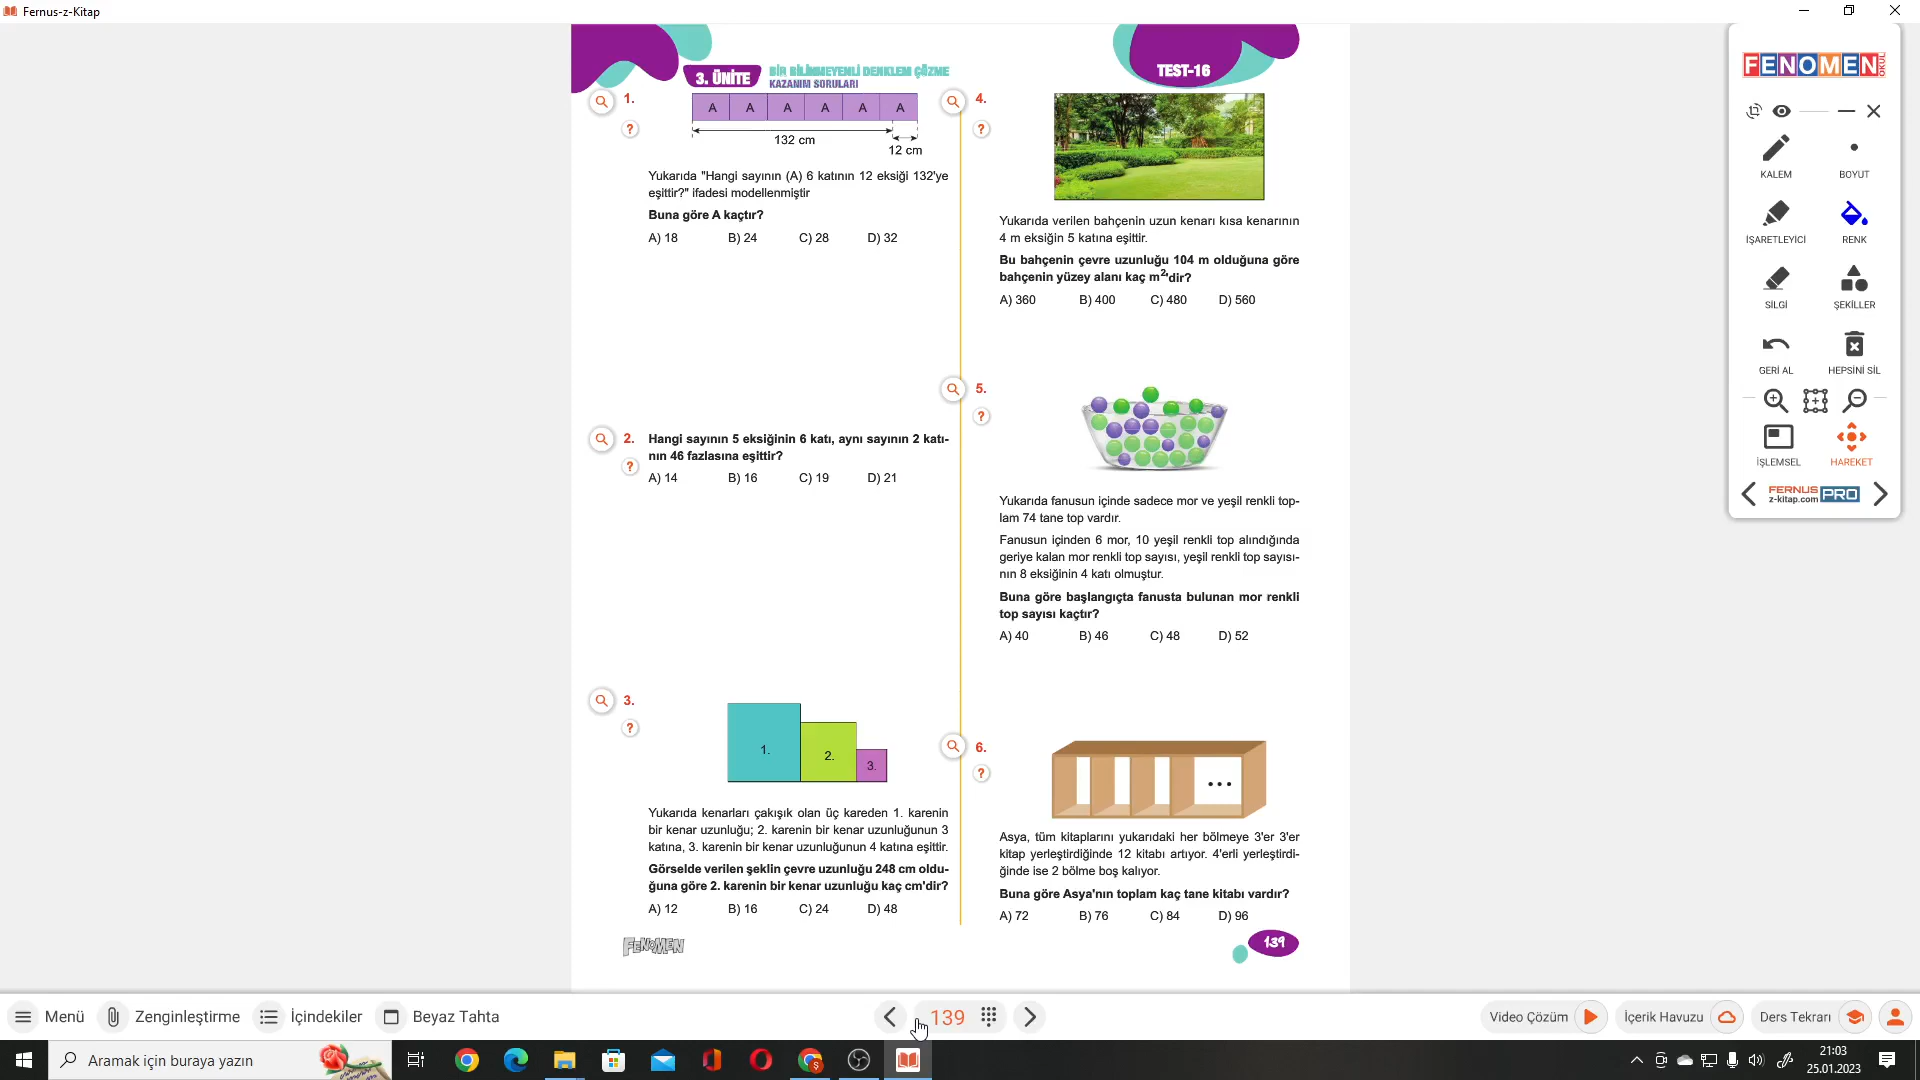 Fernus-z-Kitap
3. ÜNİTE
BİR BİLİNMEYENLİ DENKLEM ÇÖZME
KAZANIM SORULARI
TEST-16
1.
A A A A A A
132 cm
12 cm
Yukarıda "Hangi sayının (A) 6 katının 12 eksiği 132'ye
eşittir?" ifadesi modellenmiştir
Buna göre A kaçtır?
A) 18 B) 24 C) 28 D) 32
?
2. Hangi sayının 5 eksiğinin 6 katı, aynı sayının 2 katı-
nın 46 fazlasına eşittir?
A) 14 B) 16 C) 19 D) 21
?
3.
?
1.
2.
3.
Yukarıda kenarları çakışık olan üç kareden 1. karenin
bir kenar uzunluğu; 2. karenin bir kenar uzunluğunun 3
katına, 3. karenin bir kenar uzunluğunun 4 katına eşittir.
Görselde verilen şeklin çevre uzunluğu 248 cm oldu-
ğuna göre 2. karenin bir kenar uzunluğu kaç cm'dir?
A) 12 B) 16 C) 24 D) 48
FENOMEN
4.
?
Yukarıda verilen bahçenin uzun kenarı kısa kenarının
4 m eksiğin 5 katına eşittir.
Bu bahçenin çevre uzunluğu 104 m olduğuna göre
bahçenin yüzey alanı kaç m²'dir?
A) 360 B) 400 C) 480 D) 560
5.
?
Yukarıda fanusun içinde sadece mor ve yeşil renkli top-
lam 74 tane top vardır.
Fanusun içinden 6 mor, 10 yeşil renkli top alındığında
geriye kalan mor renkli top sayısı, yeşil renkli top sayısı-
nın 8 eksiğinin 4 katı olmuştur.
Buna göre başlangıçta fanusta bulunan mor renkli
top sayısı kaçtır?
A) 40 B) 46 C) 48 D) 52
6.
?
...
Asya, tüm kitaplarını yukarıdaki her bölmeye 3'er 3'er
kitap yerleştirdiğinde 12 kitabı artıyor. 4'erli yerleştirdi-
ğinde ise 2 bölme boş kalıyor.
Buna göre Asya'nın toplam kaç tane kitabı vardır?
A) 72 B) 76 C) 84 D) 96
139
FENOMEN OKUL
KALEM BOYUT
İŞARETLEYİCİ RENK
SİLGİ ŞEKİLLER
GERİ AL HEPSİNİ SİL
İŞLEMSEL HAREKET
FERNUS
z-kitap.com PRO
Menü Zenginleştirme İçindekiler Beyaz Tahta 139 Video Çözüm İçerik Havuzu Ders Tekrarı
Aramak için buraya yazın
21:03
25.01.2023